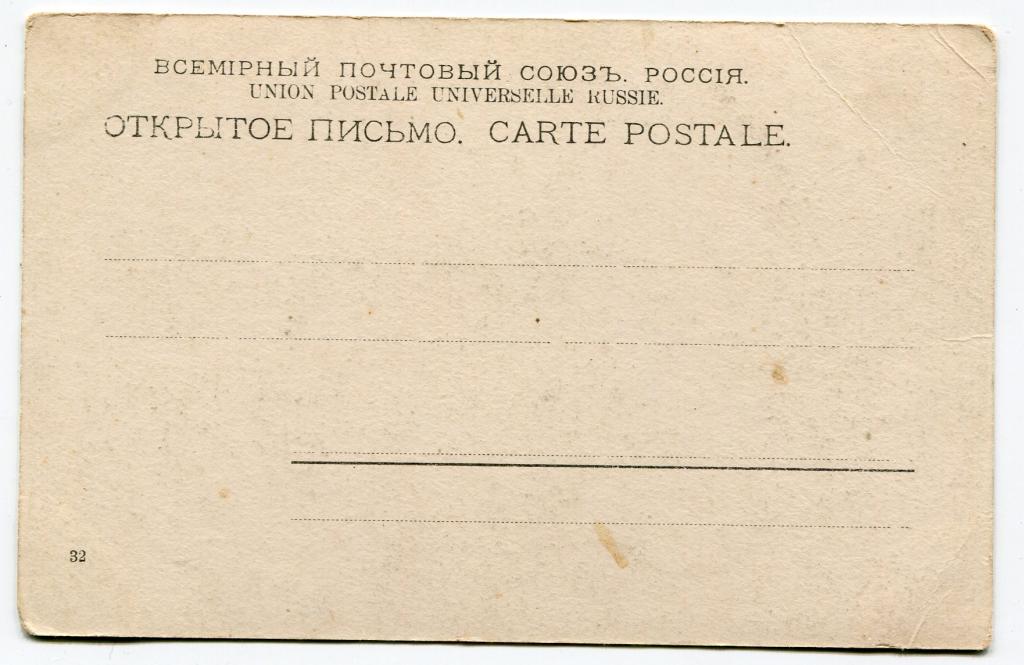 ВСЕМІРНЫЙ ПОЧТОВЫЙ СОЮЗЪ. РОССІЯ.
UNION POSTALE UNIVERSELLE RUSSIE.
ОТКРЫТОЕ ПИСЬМО. CARTE POSTALE.
32